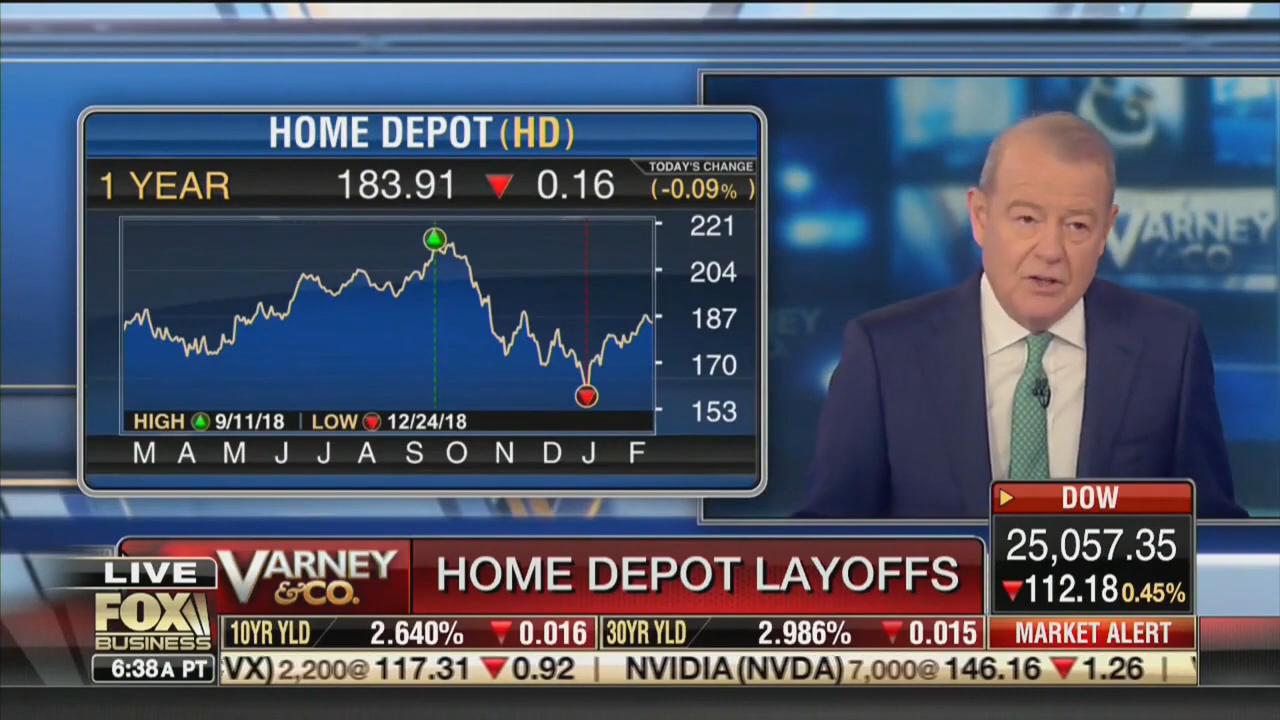 HOME DEPOT (HD)
1 YEAR 183.91 ▼ 0.16
TODAY'S CHANGE
(-0.09%)
221
204
187
170
153
HIGH 9/11/18 | LOW 12/24/18
M A M J J A S O N D J F
&
VARNEY
& CO
DOW
25,057.35
▼112.18 0.45%
MARKET ALERT
LIVE
FOX
BUSINESS
6:38A PT
VARNEY
& CO.
HOME DEPOT LAYOFFS
10YR YLD 2.640% ▼ 0.016
30YR YLD 2.986% ▼ 0.015
VX) 2,200@ 117.31 ▼ 0.92 | NVIDIA (NVDA) 7,000@ 146.16 ▼ 1.26 |